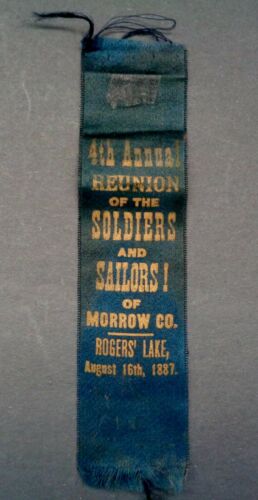 4th Annual
REUNION
OF THE
SOLDIERS
AND
SAILORS!
OF
MORROW CO.
ROGERS' LAKE,
August 16th, 1887.